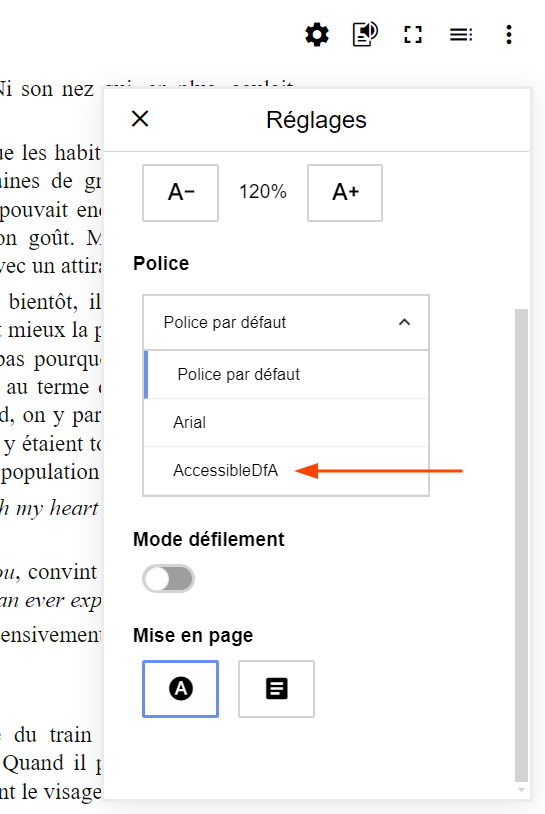 Ni son nez
Réglages
ue les habit
A− 120% A+
aines de gr
pouvait
on goût.
Police
vec un attira
bientôt, il
Police par défaut
t mieux la p
pas pourqu
Police par défaut
au terme
d, on y par
Arial
y étaient to
population
AccessibleDfA
h my heart
Mode défilement
ou, convint
an ever exp
ensivement
Mise en page
A
du train
Quand il p
nt le visage